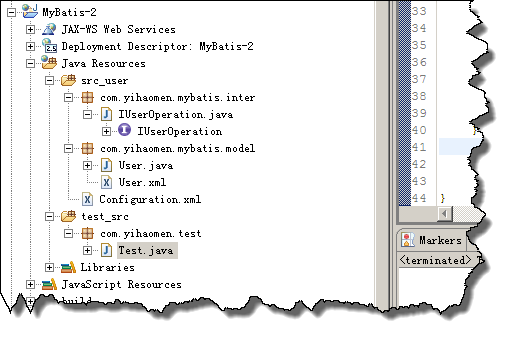 MyBatis-2
JAX-WS Web Services
Deployment Descriptor: MyBatis-2
Java Resources
src_user
com.yihaomen.mybatis.inter
IUserOperation.java
IUserOperation
com.yihaomen.mybatis.model
User.java
User.xml
Configuration.xml
test_src
com.yihaomen.test
Test.java
Libraries
JavaScript Resources
build
33
34
35
36
37
38
39
40 }
41
42
43
44 }
Markers
<terminated>